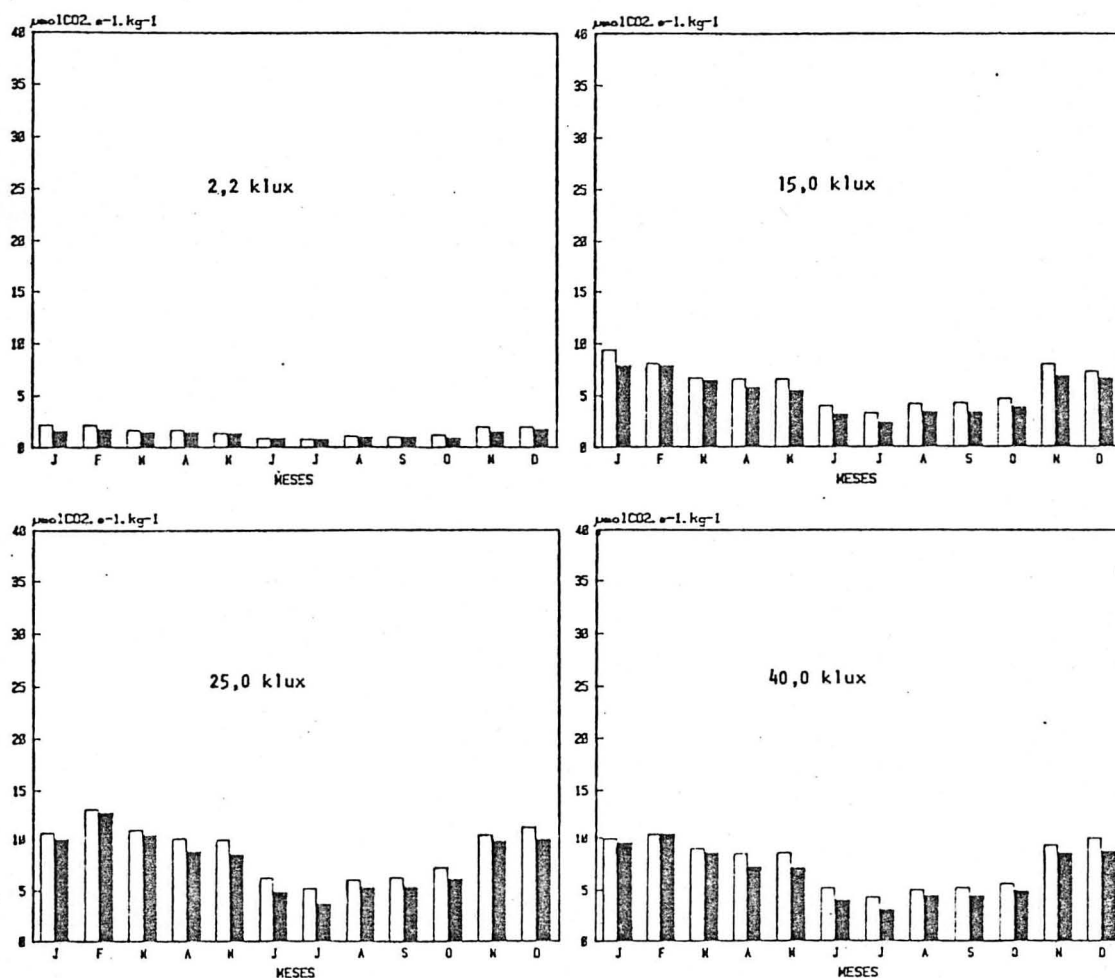 µmolCO2.s-1.kg-1
40
35
30
25
20
15
10
5
0
2,2 klux
J F M A M J J A S O N D
MESES
µmolCO2.s-1.kg-1
40
35
30
25
20
15
10
5
0
15,0 klux
J F M A M J J A S O N D
MESES
µmolCO2.s-1.kg-1
40
35
30
25
20
15
10
5
0
25,0 klux
J F M A M J J A S O N D
MESES
µmolCO2.s-1.kg-1
40
35
30
25
20
15
10
5
0
40,0 klux
J F M A M J J A S O N D
MESES